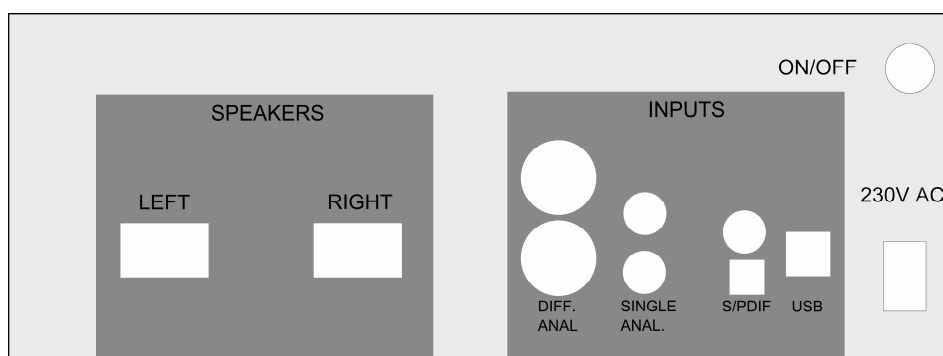 ON/OFF
SPEAKERS
INPUTS
LEFT
RIGHT
230V AC
DIFF.
ANAL
SINGLE
ANAL.
S/PDIF
USB